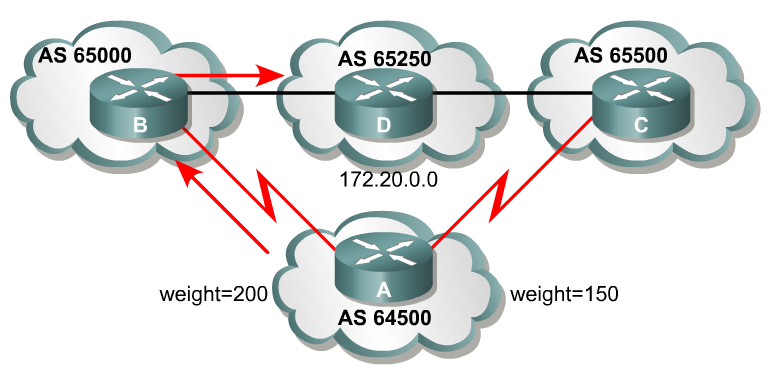 AS 65000
AS 65250
AS 65500
B
D
C
172.20.0.0
weight=200
A
weight=150
AS 64500